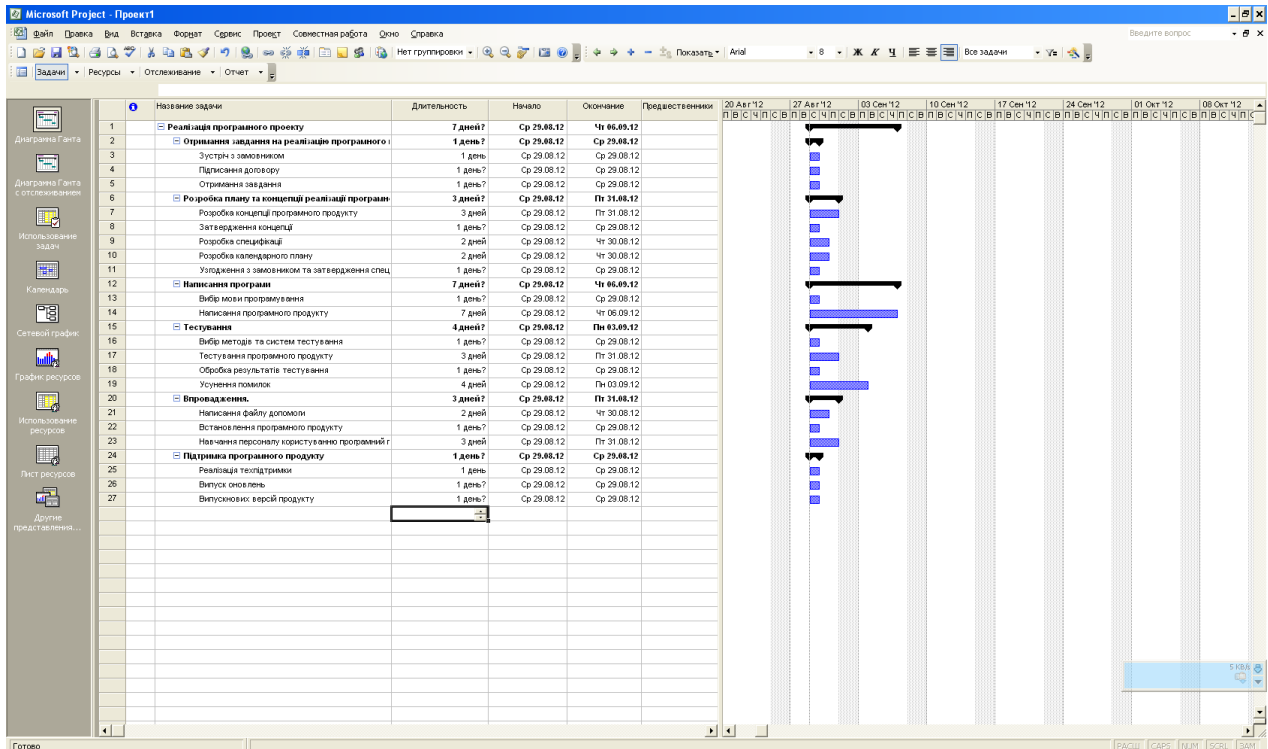 Microsoft Project - Проект1
Файл Правка Вид Вставка Формат Сервис Проект Совместная работа Окно Справка Введите вопрос
Нет группировки Показать Arial 8 Ж К Ч Все задачи
Задачи Ресурсы Отслеживание Отчет
Название задачи Длительность Начало Окончание Предшественники 20 Авг '12 27 Авг '12 03 Сен '12 10 Сен '12 17 Сен '12 24 Сен '12 01 Окт '12 08 Окт '12
П В С Ч П С В П В С Ч П С В П В С Ч П С В П В С Ч П С В П В С Ч П С В П В С Ч П С В П В С Ч П С В П В С Ч П С
1 Реалізація програмного проекту 7 дней? Ср 29.08.12 Чт 06.09.12
2 Отримання завдання на реалізацію програмного 1 день? Ср 29.08.12 Ср 29.08.12
3 Зустріч з замовником 1 день Ср 29.08.12 Ср 29.08.12
4 Підписання договору 1 день? Ср 29.08.12 Ср 29.08.12
5 Отримання завдання 1 день? Ср 29.08.12 Ср 29.08.12
6 Розробка плану та концепції реалізації програмн 3 дней? Ср 29.08.12 Пт 31.08.12
7 Розробка концепції програмного продукту 3 дней Ср 29.08.12 Пт 31.08.12
8 Затвердження концепції 1 день? Ср 29.08.12 Ср 29.08.12
9 Розробка специфікації 2 дней Ср 29.08.12 Чт 30.08.12
10 Розробка календарного плану 2 дней Ср 29.08.12 Чт 30.08.12
11 Узгодження з замовником та затвердження спец 1 день? Ср 29.08.12 Ср 29.08.12
12 Написання програми 7 дней? Ср 29.08.12 Чт 06.09.12
13 Вибір мови програмування 1 день? Ср 29.08.12 Ср 29.08.12
14 Написання програмного продукту 7 дней Ср 29.08.12 Чт 06.09.12
15 Тестування 4 дней? Ср 29.08.12 Пн 03.09.12
16 Вибір методів та систем тестування 1 день? Ср 29.08.12 Ср 29.08.12
17 Тестування програмного продукту 3 дней Ср 29.08.12 Пт 31.08.12
18 Обробка результатів тестування 1 день? Ср 29.08.12 Ср 29.08.12
19 Усунення помилок 4 дней Ср 29.08.12 Пн 03.09.12
20 Впровадження. 3 дней? Ср 29.08.12 Пт 31.08.12
21 Написання файлу допомоги 2 дней Ср 29.08.12 Чт 30.08.12
22 Встановлення програмного продукту 1 день? Ср 29.08.12 Ср 29.08.12
23 Навчання персоналу користуванню програмний г 3 дней Ср 29.08.12 Пт 31.08.12
24 Підтримка програмного продукту 1 день? Ср 29.08.12 Ср 29.08.12
25 Реалізація техпідтримки 1 день Ср 29.08.12 Ср 29.08.12
26 Випуск оновлень 1 день? Ср 29.08.12 Ср 29.08.12
27 Випускнових версій продукту 1 день? Ср 29.08.12 Ср 29.08.12
Диаграмма Ганта
Диаграмма Ганта
с отслеживанием
Использование
задач
Календарь
Сетевой график
График ресурсов
Использование
ресурсов
Лист ресурсов
Другие
представления...
5 KB/s
Готово РАСШ CAPS NUM SCRL ЗАМ